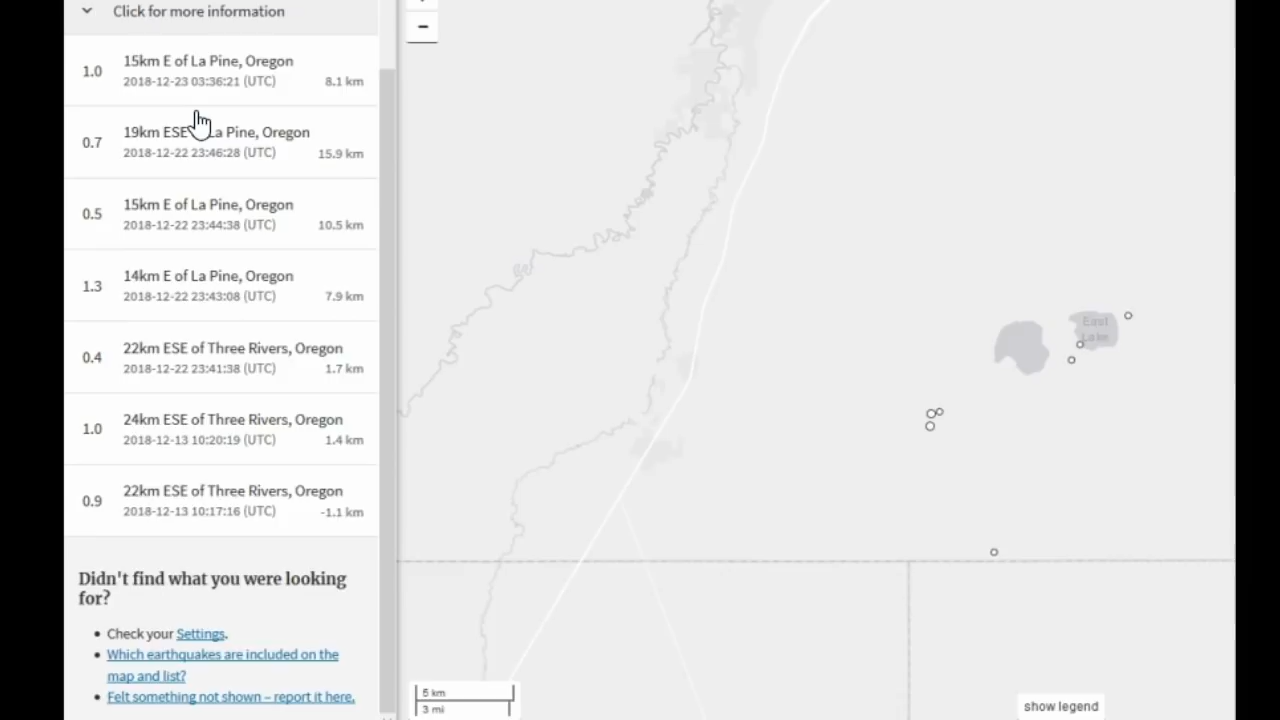 Click for more information
1.0
15km E of La Pine, Oregon
2018-12-23 03:36:21 (UTC)
8.1 km
0.7
19km ESE La Pine, Oregon
2018-12-22 23:46:28 (UTC)
15.9 km
0.5
15km E of La Pine, Oregon
2018-12-22 23:44:38 (UTC)
10.5 km
1.3
14km E of La Pine, Oregon
2018-12-22 23:43:08 (UTC)
7.9 km
0.4
22km ESE of Three Rivers, Oregon
2018-12-22 23:41:38 (UTC)
1.7 km
1.0
24km ESE of Three Rivers, Oregon
2018-12-13 10:20:19 (UTC)
1.4 km
0.9
22km ESE of Three Rivers, Oregon
2018-12-13 10:17:16 (UTC)
-1.1 km
Didn't find what you were looking
for?
• Check your Settings.
• Which earthquakes are included on the
map and list?
• Felt something not shown – report it here.
−
East
Lake
5 km
3 mi
show legend